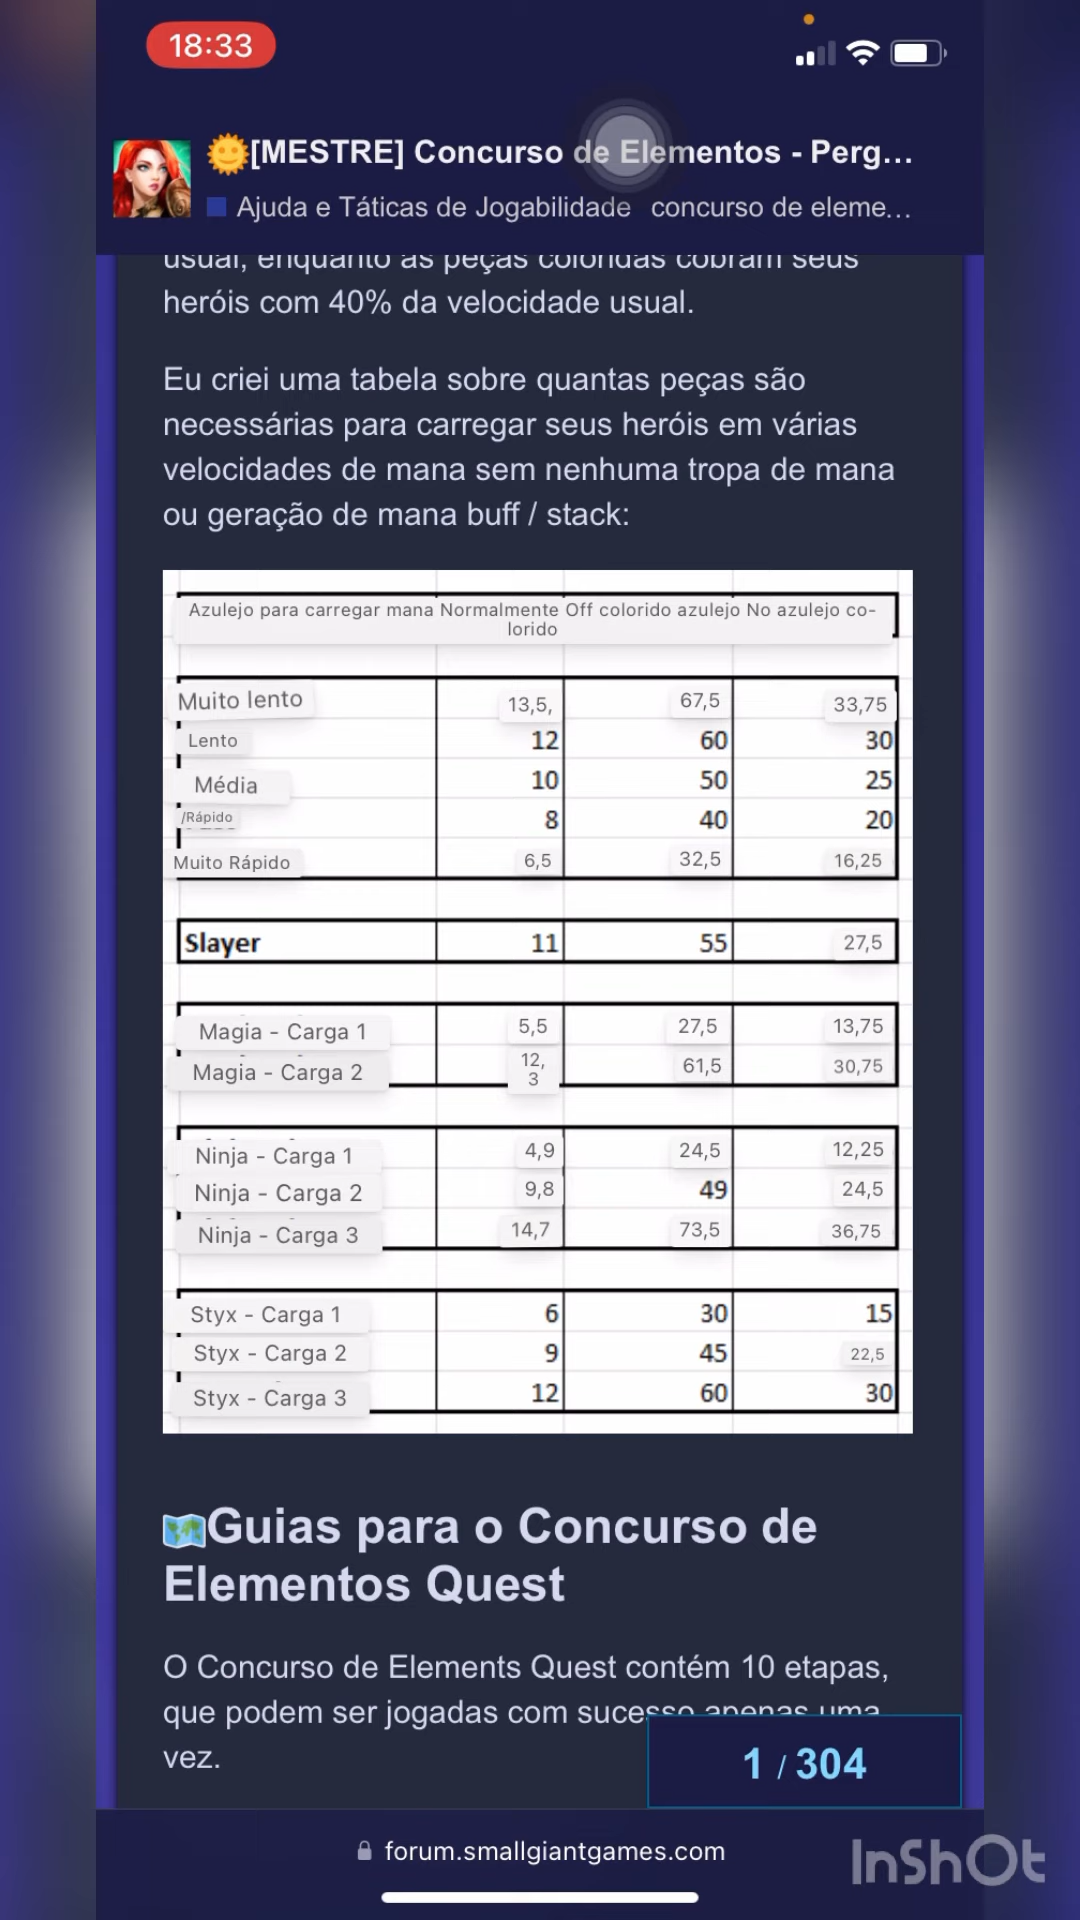 18:33
[MESTRE] Concurso de Elementos - Perg...
Ajuda e Táticas de Jogabilidade concurso de eleme...
usual, enquanto as peças coloridas cobram seus
heróis com 40% da velocidade usual.
Eu criei uma tabela sobre quantas peças são
necessárias para carregar seus heróis em várias
velocidades de mana sem nenhuma tropa de mana
ou geração de mana buff / stack:
Azulejo para carregar mana Normalmente Off colorido azulejo No azulejo co-
lorido
Muito lento 13,5, 67,5 33,75
Lento 12 60 30
Média 10 50 25
/Rápido 8 40 20
Muito Rápido 6,5 32,5 16,25
Slayer 11 55 27,5
Magia - Carga 1 5,5 27,5 13,75
Magia - Carga 2 12, 61,5 30,75
3
Ninja - Carga 1 4,9 24,5 12,25
Ninja - Carga 2 9,8 49 24,5
Ninja - Carga 3 14,7 73,5 36,75
Styx - Carga 1 6 30 15
Styx - Carga 2 9 45 22,5
Styx - Carga 3 12 60 30
Guias para o Concurso de
Elementos Quest
O Concurso de Elements Quest contém 10 etapas,
que podem ser jogadas com sucesso apenas uma
vez.
1 / 304
forum.smallgiantgames.com
InShOt